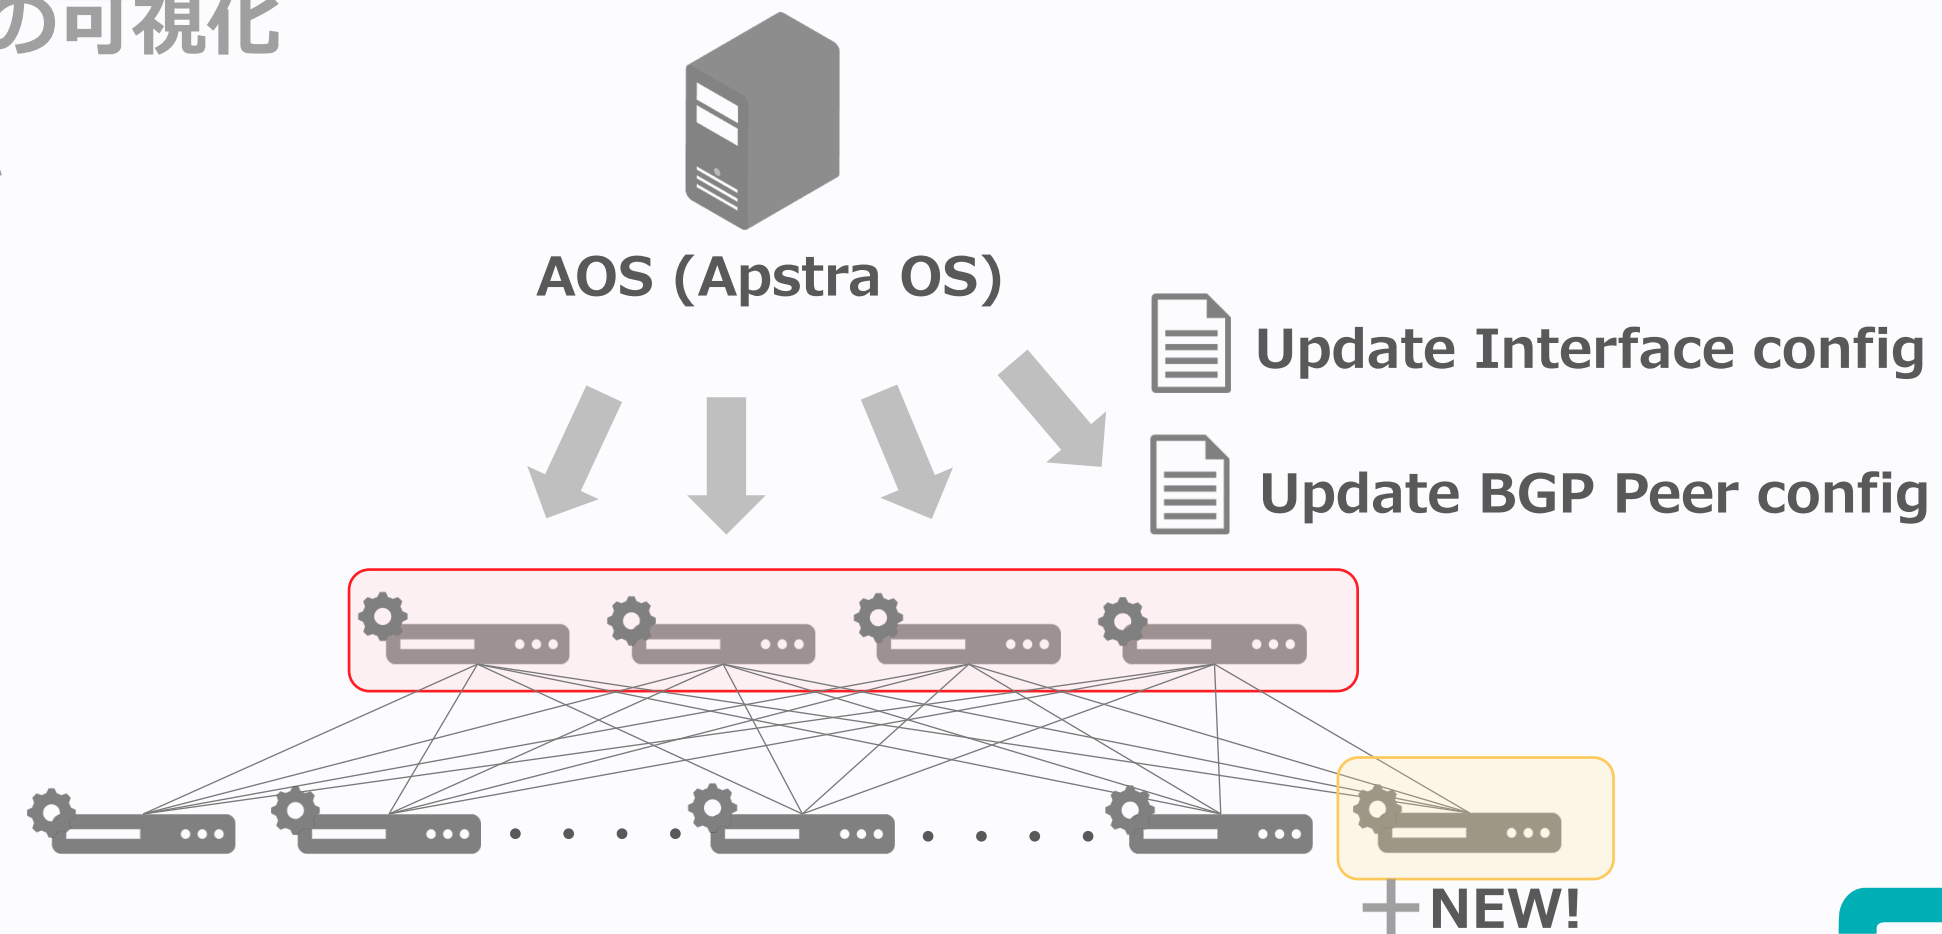 の可視化
AOS (Apstra OS)
Update Interface config
Update BGP Peer config
NEW!